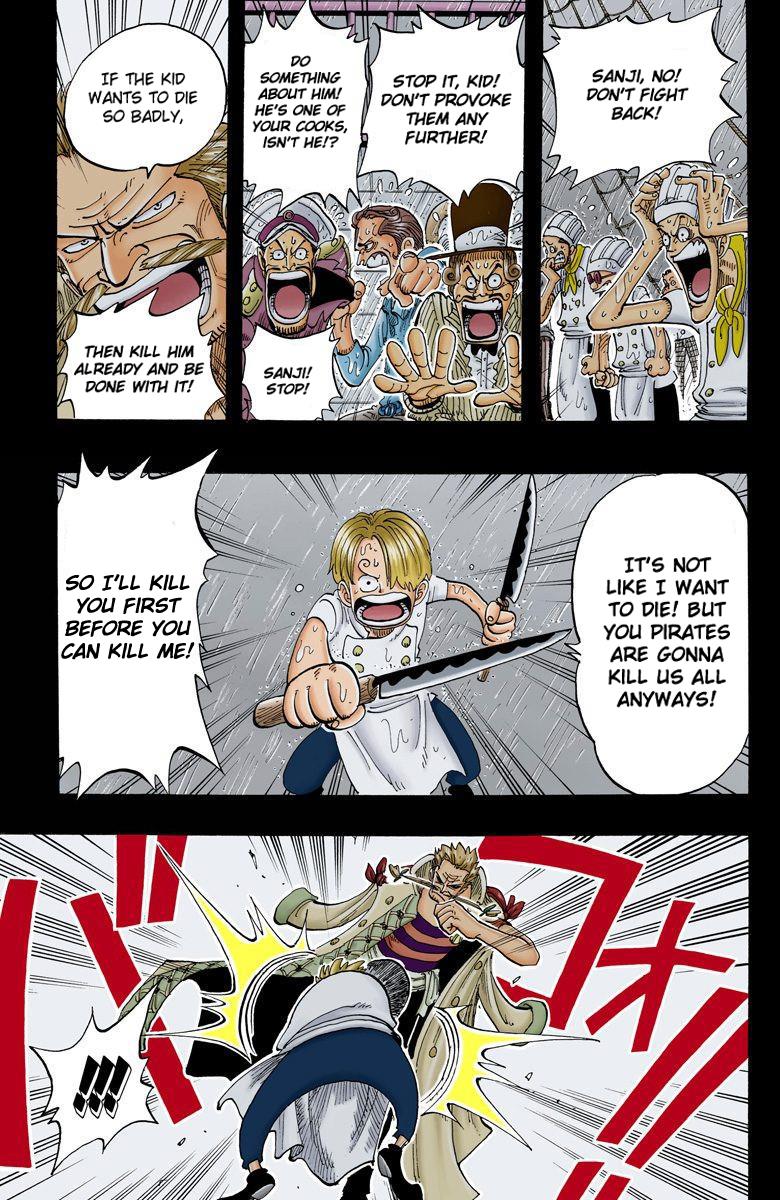 SANJI, NO!
DON'T FIGHT
BACK!
STOP IT, KID!
DON'T PROVOKE
THEM ANY
FURTHER!
DO
SOMETHING
ABOUT HIM!
HE'S ONE OF
YOUR COOKS,
ISN'T HE!?
SANJI!
STOP!
IF THE KID
WANTS TO DIE
SO BADLY,
THEN KILL HIM
ALREADY AND BE
DONE WITH IT!
IT'S NOT
LIKE I WANT
TO DIE! BUT
YOU PIRATES
ARE GONNA
KILL US ALL
ANYWAYS!
SO I'LL KILL
YOU FIRST
BEFORE YOU
CAN KILL ME!
!!!